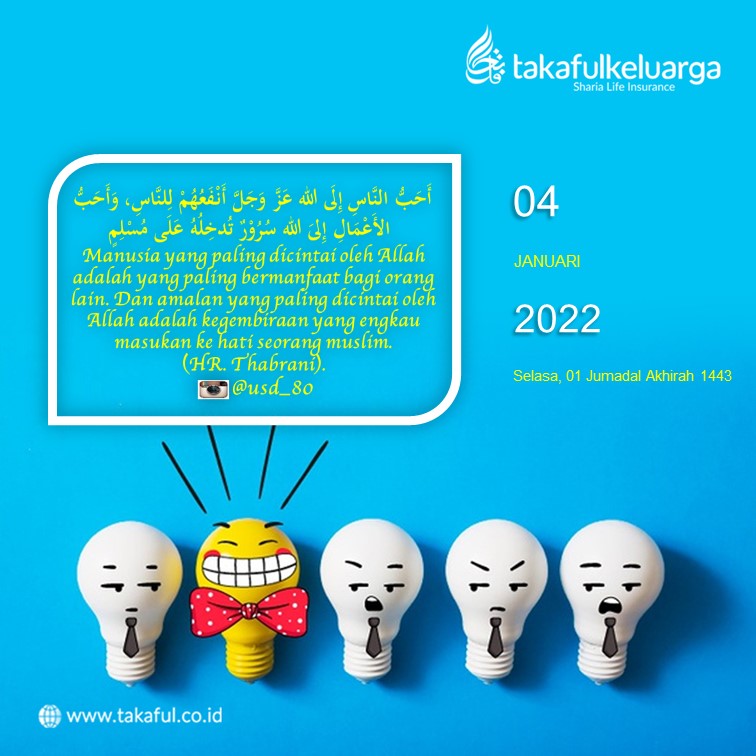 takafulkeluarga
Sharia Life Insurance
أَحَبُّ النَّاسِ إِلَى الله عَزَّ وَجَلَّ أَنْفَعُهُمْ لِلنَّاسِ، وَأَحَبُّ
الأَعْمَالِ إِلىَ الله سُرُوْرٌ تُدخِلُهُ عَلَى مُسْلِمٍ
Manusia yang paling dicintai oleh Allah
adalah yang paling bermanfaat bagi orang
lain. Dan amalan yang paling dicintai oleh
Allah adalah kegembiraan yang engkau
masukan ke hati seorang muslim.
(HR. Thabrani).
@usd_80
04
JANUARI
2022
Selasa, 01 Jumadal Akhirah 1443
www.takaful.co.id